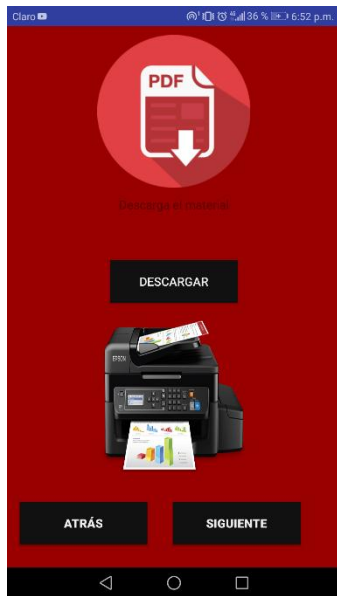 Claro 36 % 6:52 p.m.
PDF
Descarga el material
DESCARGAR
EPSON
ATRÁS SIGUIENTE